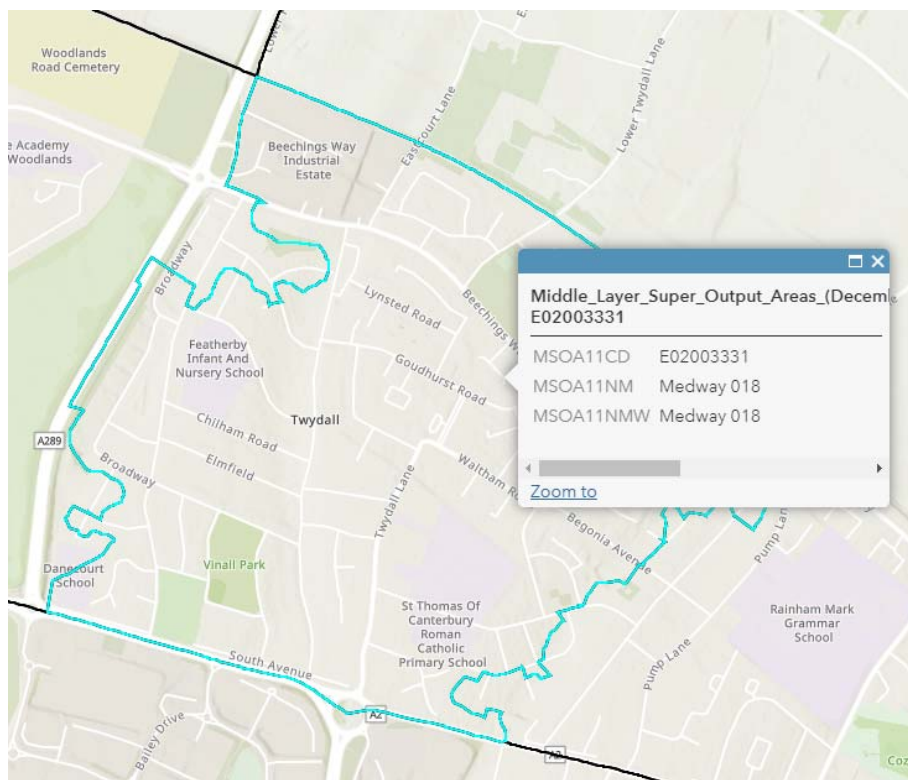 Woodlands
Road Cemetery
e Academy
Woodlands
Beechings Way
Industrial
Estate
Eastcourt Lane
Lower Twydall Lane
Broadway
Lynsted Road
Beechings W
Featherby
Infant And
Nursery School
Goudhurst Road
Twydall
Chilham Road
Elmfield
A289
Broadway
Waltham R
Twydall Lane
Begonia Avenue
Pump Lane
Danecourt
School
Vinall Park
St Thomas Of
Canterbury
Roman
Catholic
Primary School
Rainham Mark
Grammar
School
Pump Lane
South Avenue
A2
A2
Bailey Drive
Coz
Middle_Layer_Super_Output_Areas_(Decem
E02003331
MSOA11CD E02003331
MSOA11NM Medway 018
MSOA11NMW Medway 018
Zoom to